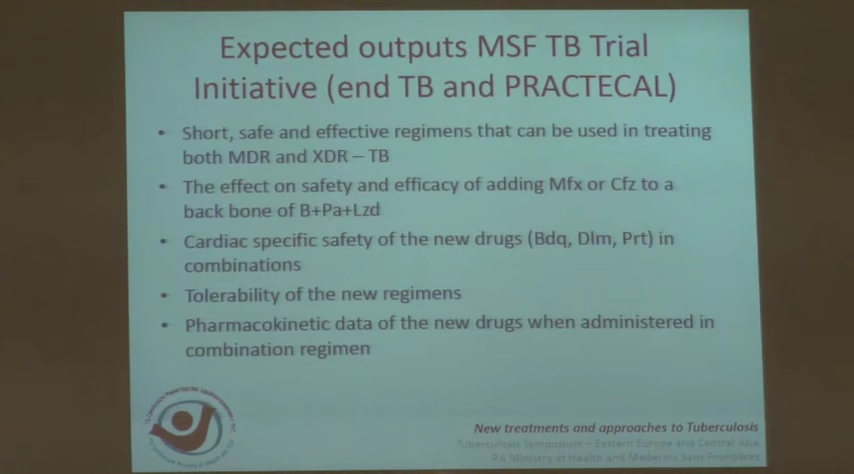 Expected outputs MSF TB Trial
Initiative (end TB and PRACTECAL)
• Short, safe and effective regimens that can be used in treating
both MDR and XDR – TB
• The effect on safety and efficacy of adding Mfx or Cfz to a
back bone of B+Pa+Lzd
• Cardiac specific safety of the new drugs (Bdq, Dlm, Prt) in
combinations
• Tolerability of the new regimens
• Pharmacokinetic data of the new drugs when administered in
combination regimen
New treatments and approaches to Tuberculosis
Tuberculosis Symposium – Eastern Europe and Central Asia
RA Ministry of Health and Medecins Sans Frontieres